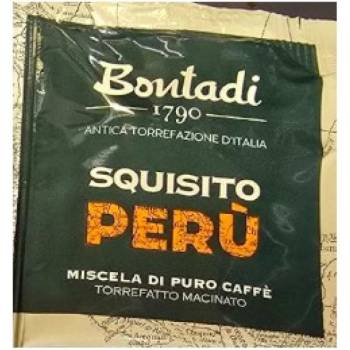 Bontadi
1790
ANTICA TORREFAZIONE D'ITALIA
SQUISITO
PERÙ
MISCELA DI PURO CAFFÈ
TORREFATTO MACINATO